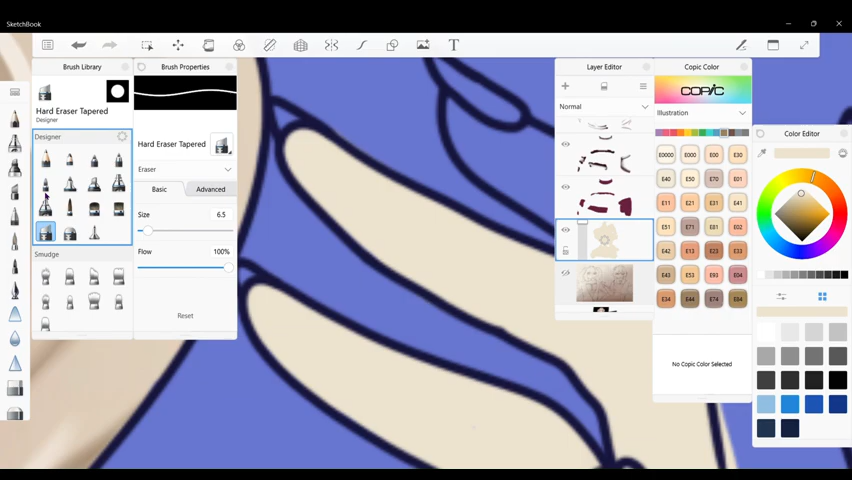 SketchBook
T
Brush Library
Brush Properties
Layer Editor
Copic Color
Hard Eraser Tapered
Designer
Normal
COPIC
Illustration
Designer
Hard Eraser Tapered
Color Editor
Eraser
E0000 E000 E00 E30
Basic Advanced
E40 E50 E70 E01
Size 6.5
E11 E21 E31 E41
E51 E71 E81 E02
Flow 100%
E42 E13 E23 E33
Smudge
E43 E53 E93 E04
E34 E44 E74 E84
Reset
No Copic Color Selected